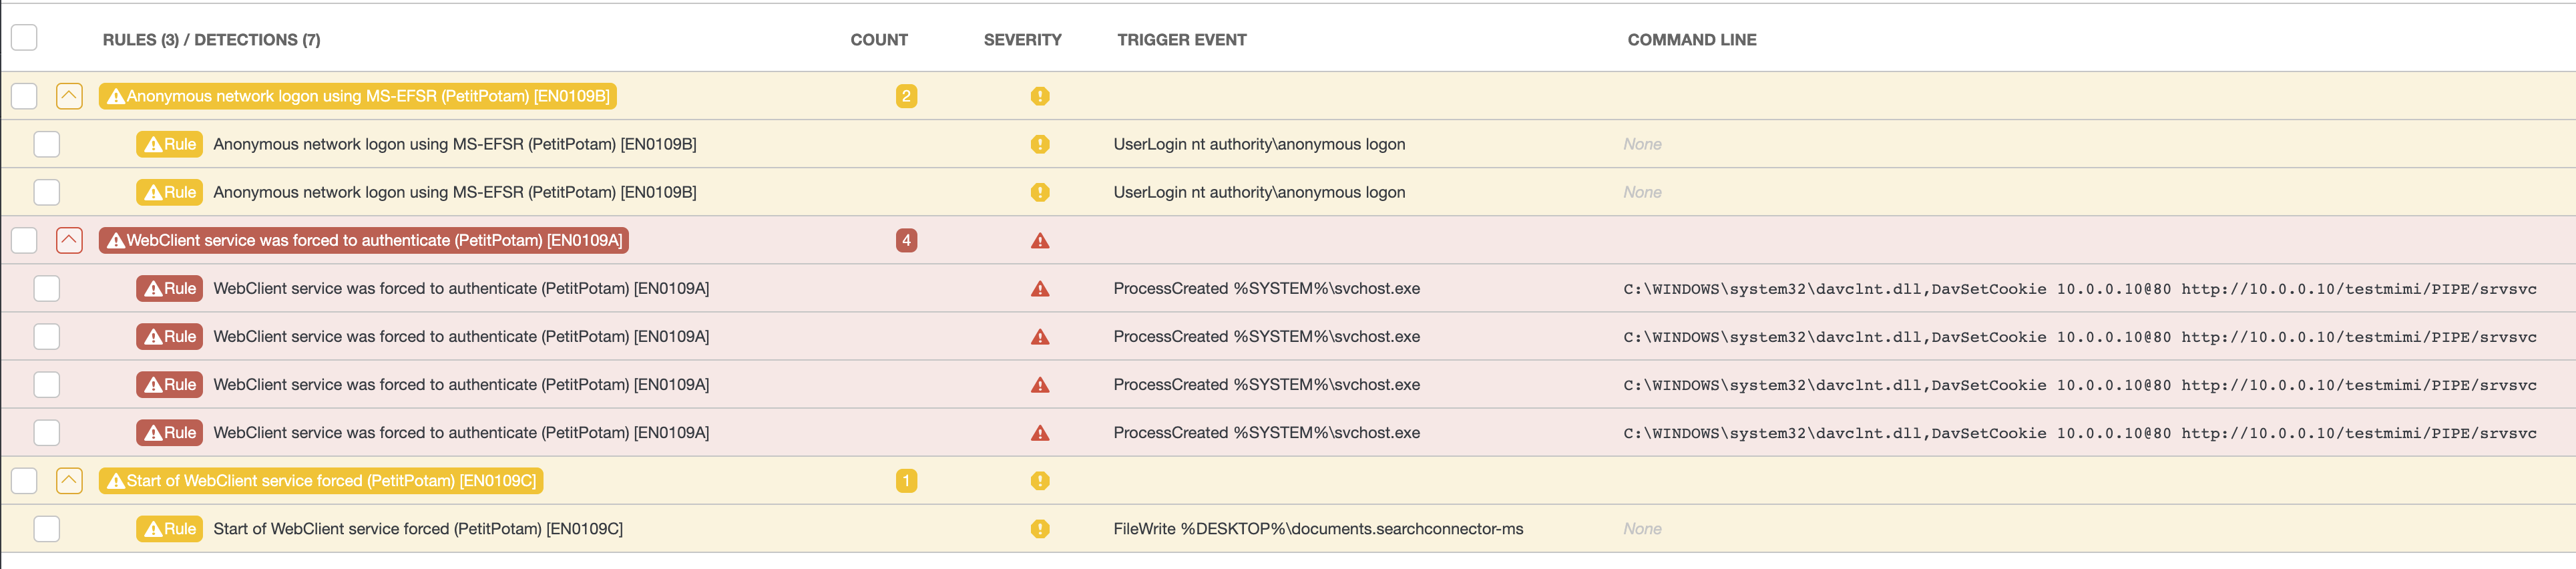 RULES (3) / DETECTIONS (7) COUNT SEVERITY TRIGGER EVENT COMMAND LINE
Anonymous network logon using MS-EFSR (PetitPotam) [EN0109B] 2
Rule Anonymous network logon using MS-EFSR (PetitPotam) [EN0109B] UserLogin nt authority\anonymous logon None
Rule Anonymous network logon using MS-EFSR (PetitPotam) [EN0109B] UserLogin nt authority\anonymous logon None
WebClient service was forced to authenticate (PetitPotam) [EN0109A] 4
Rule WebClient service was forced to authenticate (PetitPotam) [EN0109A] ProcessCreated %SYSTEM%\svchost.exe C:\WINDOWS\system32\davclnt.dll,DavSetCookie 10.0.0.10@80 http://10.0.0.10/testmimi/PIPE/srvsvc
Rule WebClient service was forced to authenticate (PetitPotam) [EN0109A] ProcessCreated %SYSTEM%\svchost.exe C:\WINDOWS\system32\davclnt.dll,DavSetCookie 10.0.0.10@80 http://10.0.0.10/testmimi/PIPE/srvsvc
Rule WebClient service was forced to authenticate (PetitPotam) [EN0109A] ProcessCreated %SYSTEM%\svchost.exe C:\WINDOWS\system32\davclnt.dll,DavSetCookie 10.0.0.10@80 http://10.0.0.10/testmimi/PIPE/srvsvc
Rule WebClient service was forced to authenticate (PetitPotam) [EN0109A] ProcessCreated %SYSTEM%\svchost.exe C:\WINDOWS\system32\davclnt.dll,DavSetCookie 10.0.0.10@80 http://10.0.0.10/testmimi/PIPE/srvsvc
Start of WebClient service forced (PetitPotam) [EN0109C] 1
Rule Start of WebClient service forced (PetitPotam) [EN0109C] FileWrite %DESKTOP%\documents.searchconnector-ms None